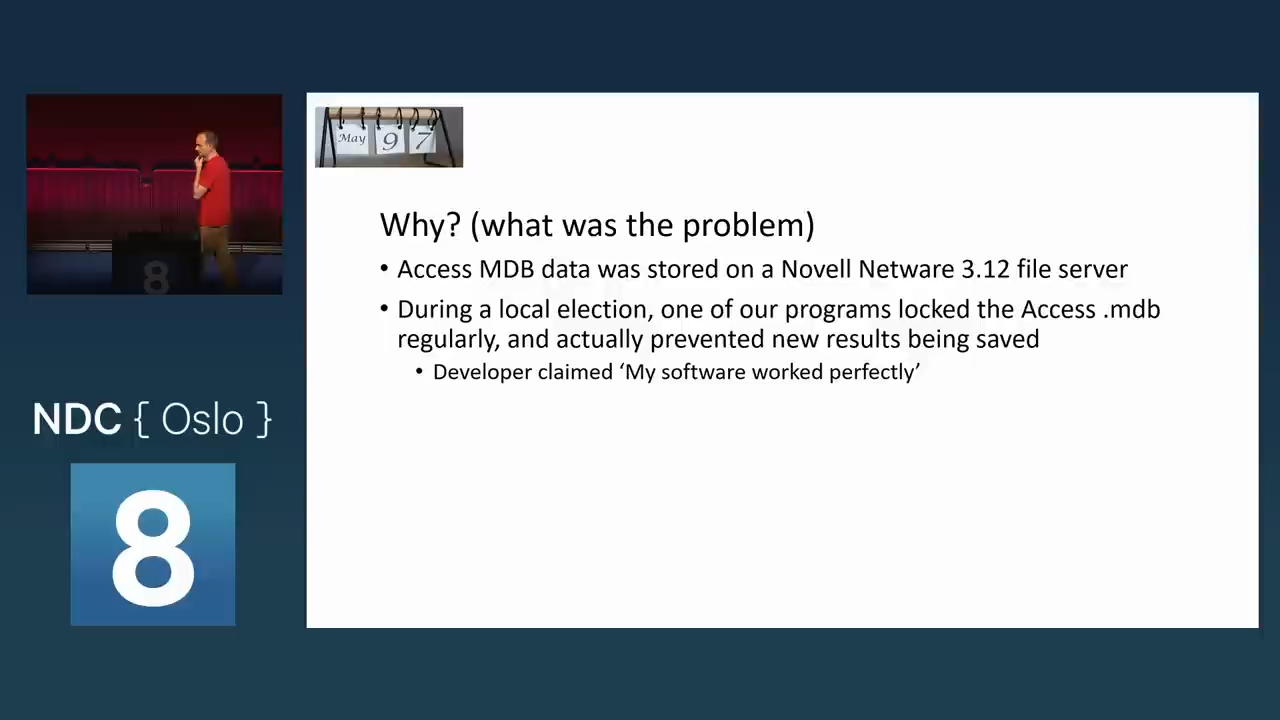 May 9 7
Why? (what was the problem)
• Access MDB data was stored on a Novell Netware 3.12 file server
• During a local election, one of our programs locked the Access .mdb
regularly, and actually prevented new results being saved
• Developer claimed ‘My software worked perfectly’
8
NDC { Oslo }
8